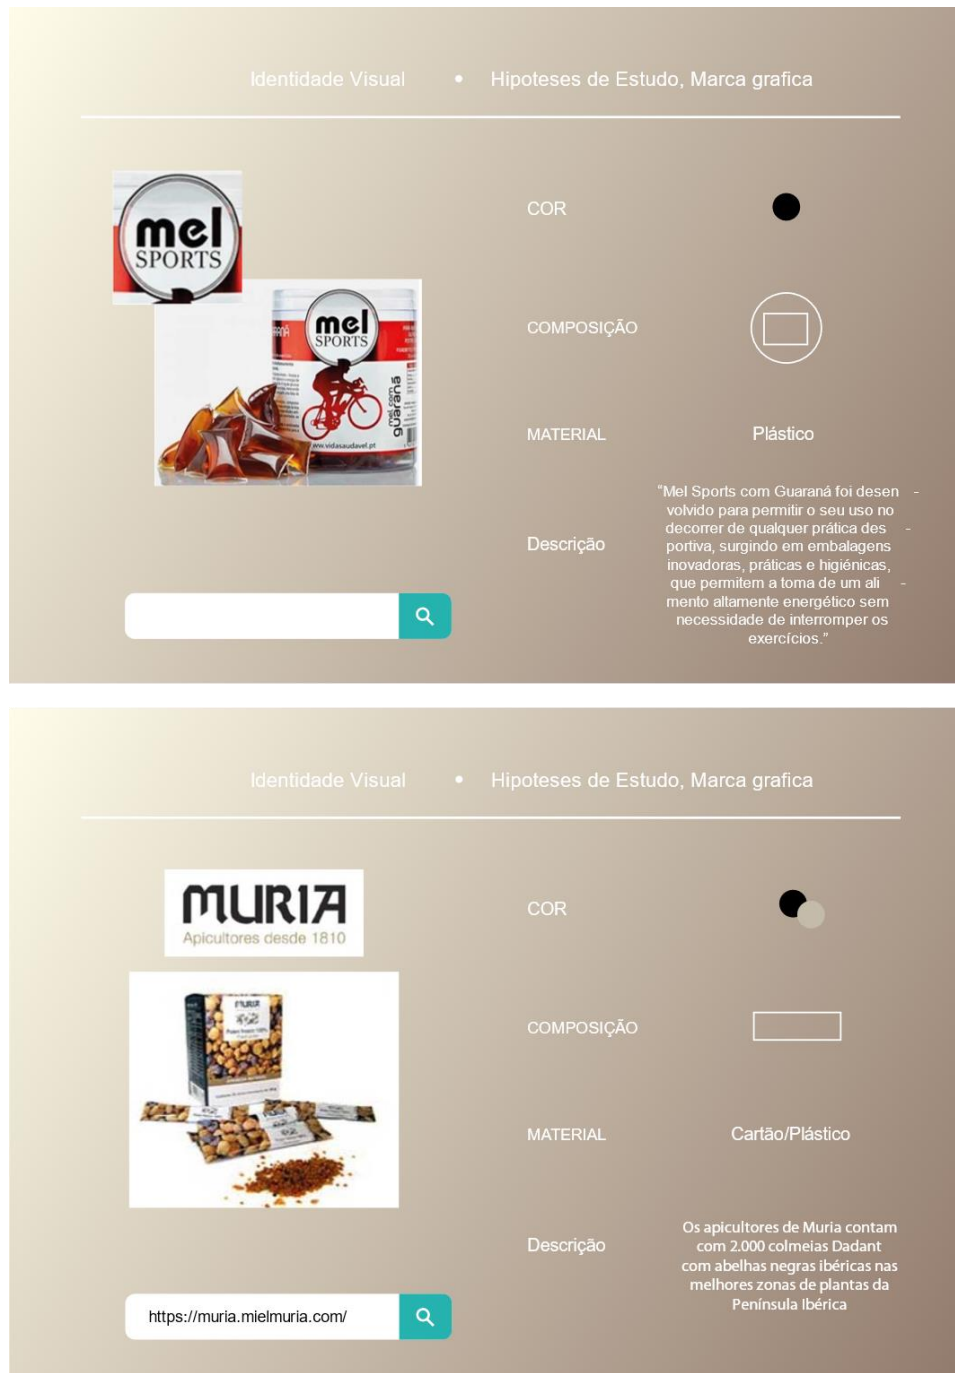 Identidade Visual • Hipoteses de Estudo, Marca grafica
mel
SPORTS
COR
mel
SPORTS
mel com
guaraná
www.vidasaudavel.pt
COMPOSIÇÃO
MATERIAL Plástico
Descrição
“Mel Sports com Guaraná foi desen -
volvido para permitir o seu uso no
decorrer de qualquer prática des -
portiva, surgindo em embalagens
inovadoras, práticas e higiénicas,
que permitem a toma de um ali -
mento altamente energético sem
necessidade de interromper os
exercícios.”
Identidade Visual • Hipoteses de Estudo, Marca grafica
MURIA
Apicultores desde 1810
COR
MURIA
COMPOSIÇÃO
MATERIAL Cartão/Plástico
Descrição
Os apicultores de Muria contam
com 2.000 colmeias Dadant
com abelhas negras ibéricas nas
melhores zonas de plantas da
Península Ibérica
https://muria.mielmuria.com/